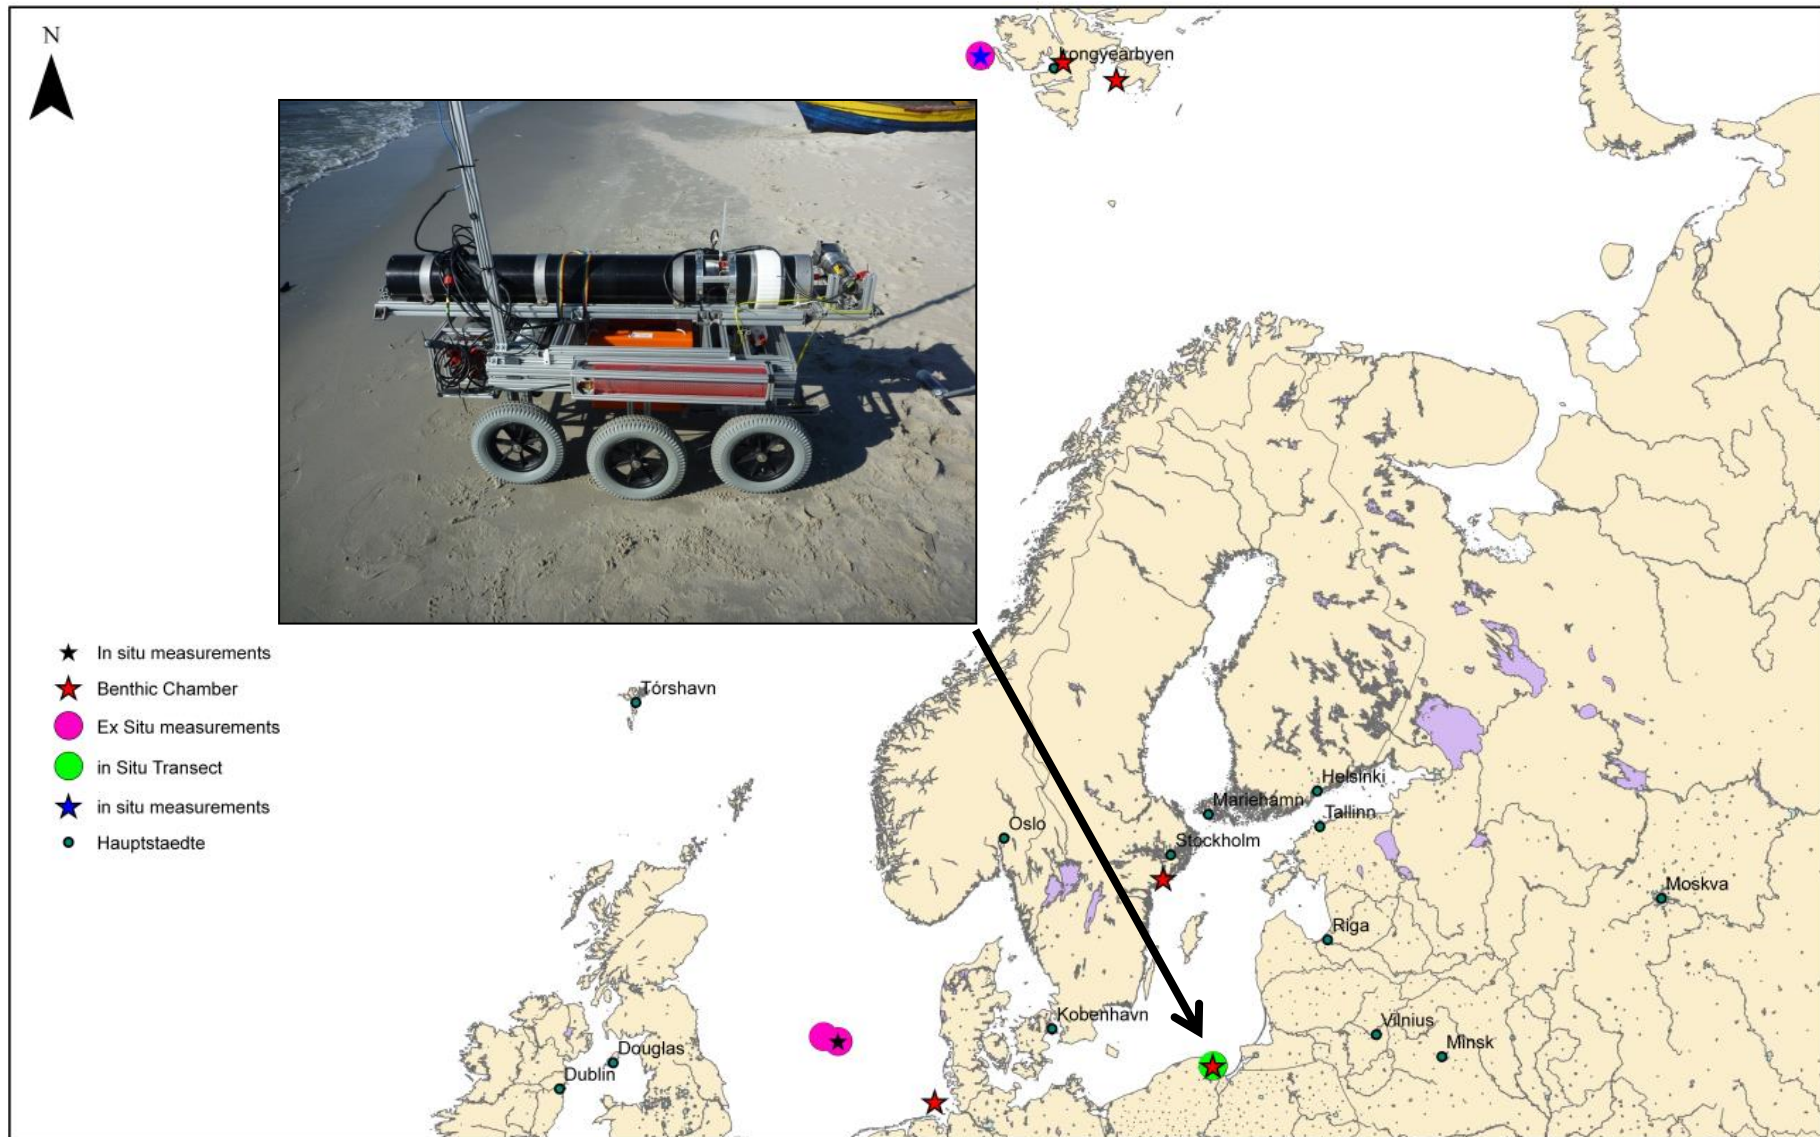 N
Longyearbyen
In situ measurements
Benthic Chamber
Ex Situ measurements
in Situ Transect
in situ measurements
Hauptstaedte
Tórshavn
Helsinki
Mariehamn
Tallinn
Oslo
Stockholm
Moskva
Riga
Kobenhavn
Vilnius
Minsk
Douglas
Dublin